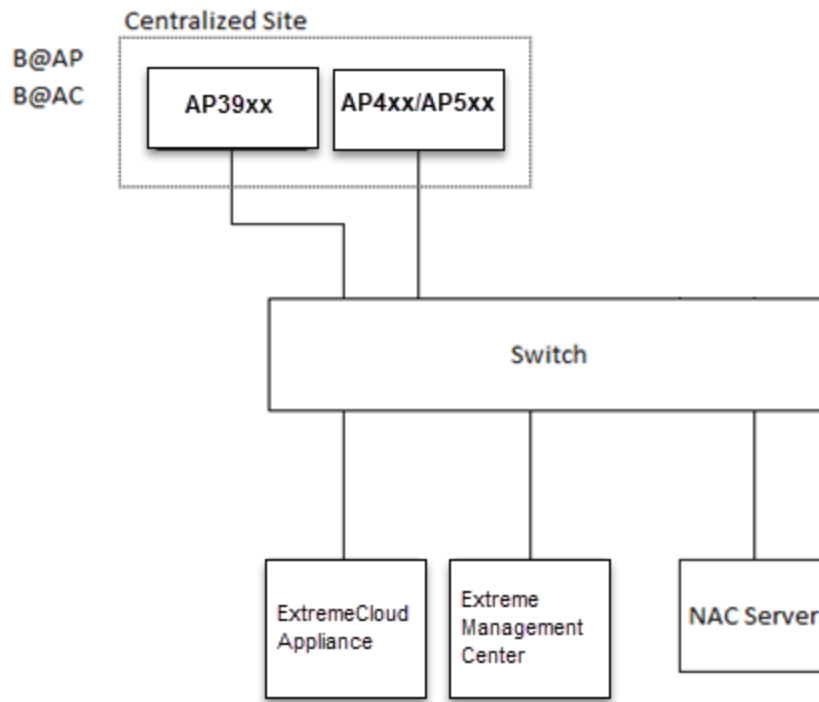 Centralized Site
B@AP
B@AC
AP39xx
AP4xx/AP5xx
Switch
ExtremeCloud
Appliance
Extreme
Management
Center
NAC Server